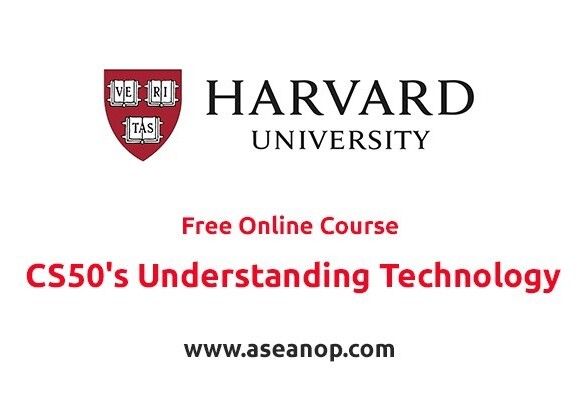 VE RI
TAS
HARVARD
UNIVERSITY
Free Online Course
CS50's Understanding Technology
www.aseanop.com